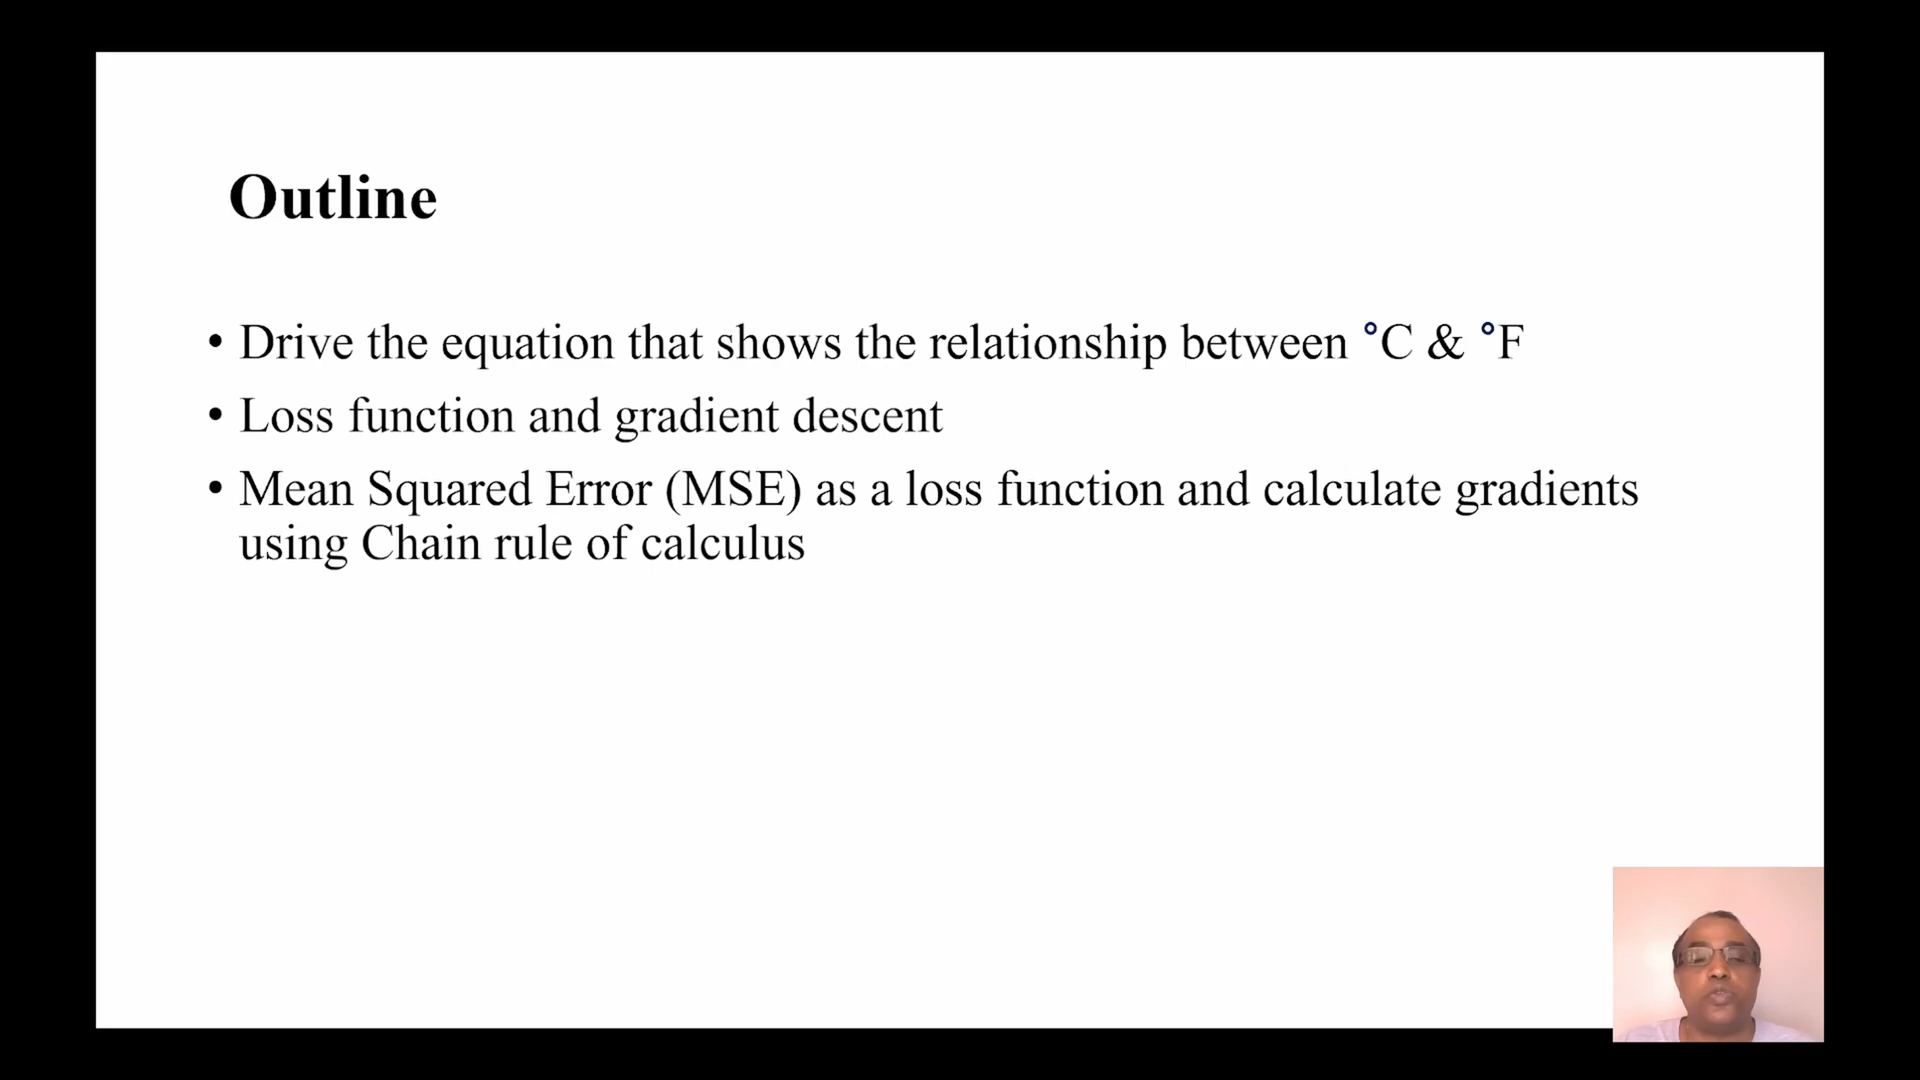 Outline
• Drive the equation that shows the relationship between °C & °F
• Loss function and gradient descent
• Mean Squared Error (MSE) as a loss function and calculate gradients
using Chain rule of calculus